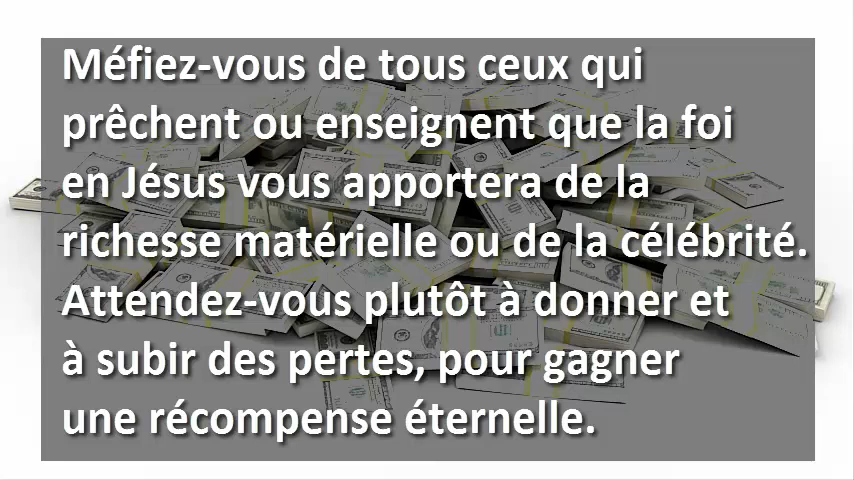 Méfiez-vous de tous ceux qui
prêchent ou enseignent que la foi
en Jésus vous apportera de la
richesse matérielle ou de la célébrité.
Attendez-vous plutôt à donner et
à subir des pertes, pour gagner
une récompense éternelle.